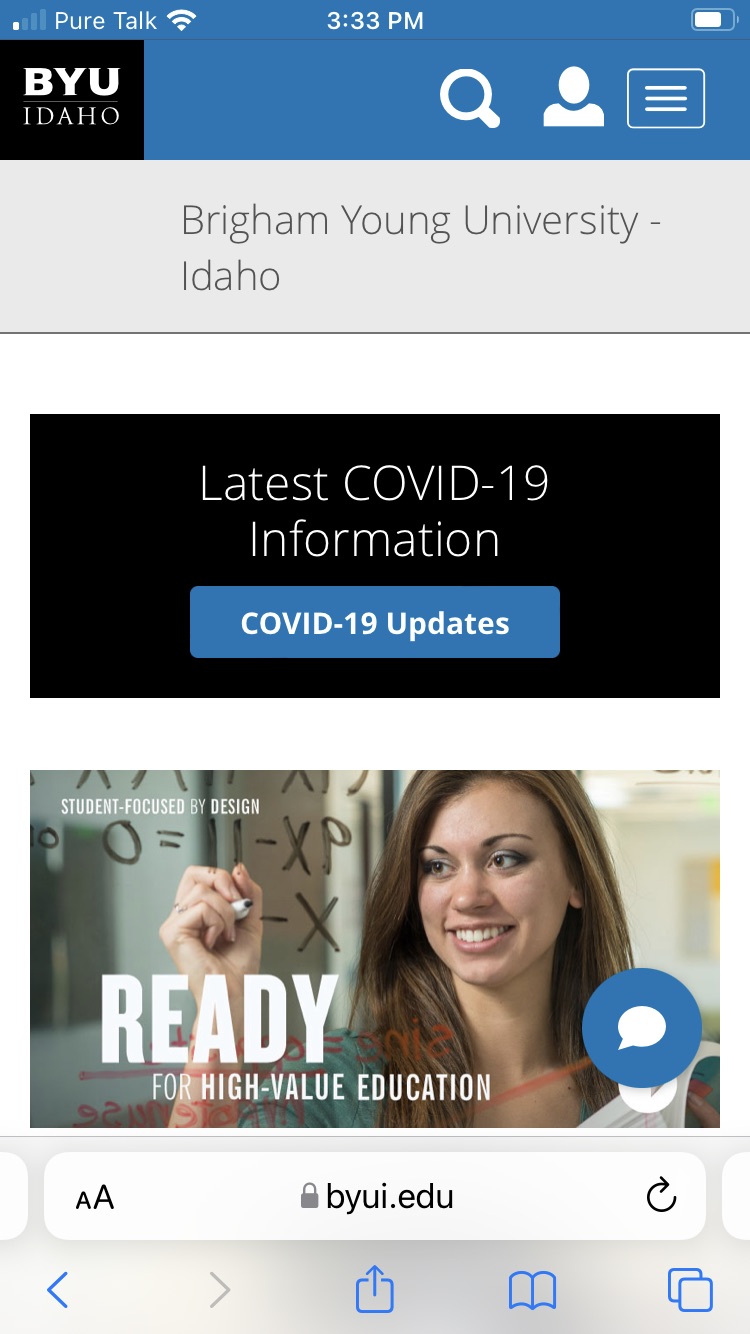 Pure Talk
3:33 PM
BYU
IDAHO
Brigham Young University -
Idaho
Latest COVID-19
Information
COVID-19 Updates
STUDENT-FOCUSED BY DESIGN
READY
FOR HIGH-VALUE EDUCATION
AA
byui.edu